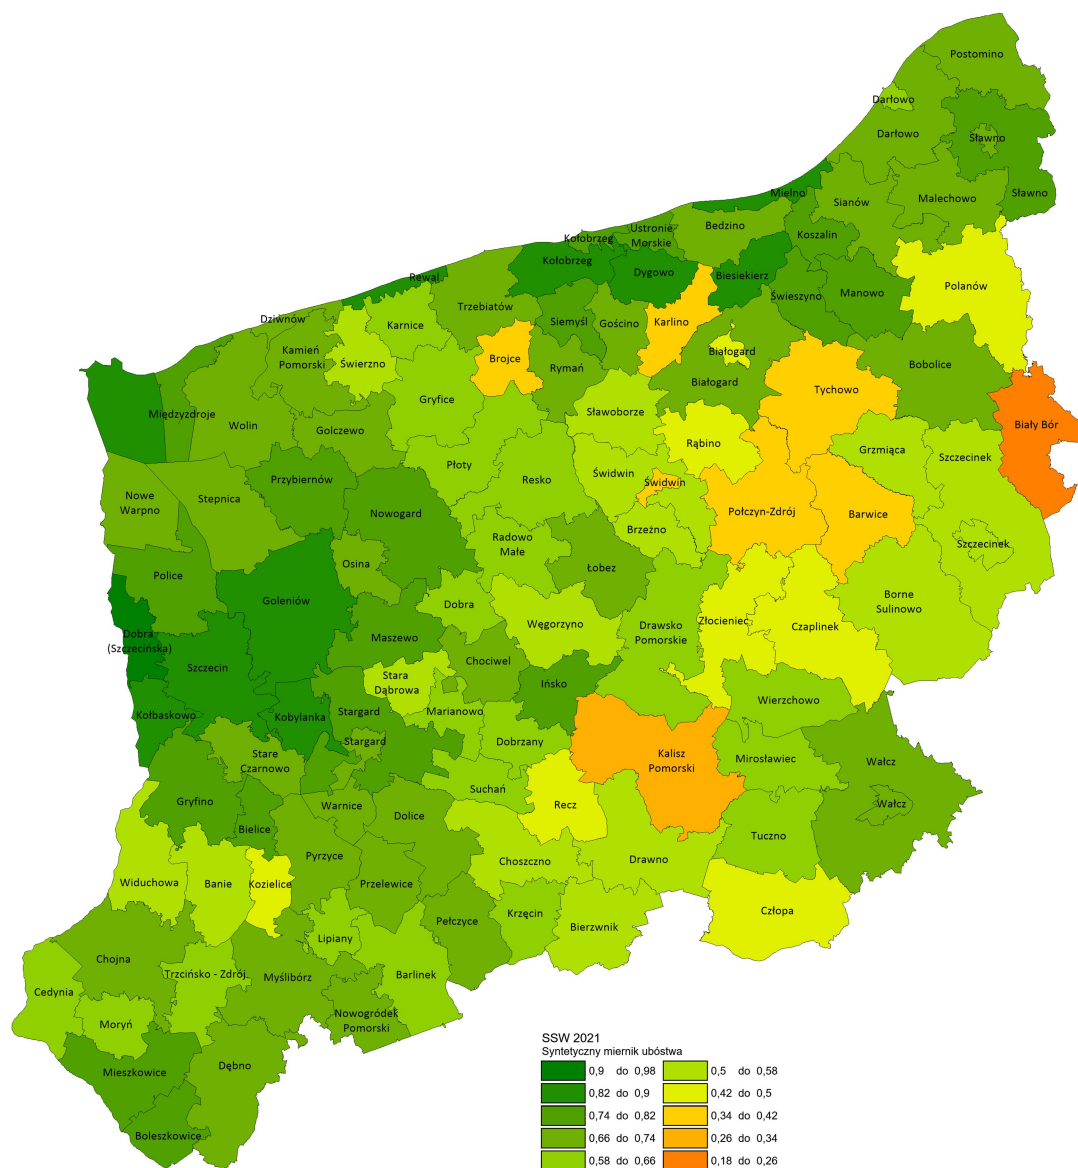 Postomino
Darłowo
Darłowo
Sławno
Mielno
Sianów
Malechowo
Sławno
Kołobrzeg
Ustronie
Morskie
Bedzino
Koszalin
Rewal
Kołobrzeg
Dygowo
Biesiekierz
Świeszyno
Manowo
Polanów
Dziwnów
Trzebiatów
Karnice
Siemyśl
Gościno
Karlino
Kamień
Pomorski
Świerzno
Brojce
Rymań
Białogard
Białogard
Tychowo
Bobolice
Międzyzdroje
Wolin
Golczewo
Gryfice
Sławoborze
Rąbino
Grzmiąca
Szczecinek
Biały Bór
Nowe
Warpno
Stepnica
Przybiernów
Nowogard
Płoty
Resko
Świdwin
Świdwin
Połczyn-Zdrój
Barwice
Radowo
Małe
Brzeżno
Szczecinek
Police
Osina
Łobez
Goleniów
Dobra
Węgorzyno
Drawsko
Pomorskie
Złocieniec
Czaplinek
Borne
Sulinowo
Dobra
(Szczecińska)
Maszewo
Szczecin
Chociwel
Stara
Dąbrowa
Ińsko
Wierzchowo
Kołbaskowo
Kobylanka
Stargard
Marianowo
Stargard
Stare
Czarnowo
Dobrzany
Kalisz
Pomorski
Mirosławiec
Wałcz
Gryfino
Suchań
Recz
Wałcz
Bielice
Warnice
Dolice
Tuczno
Pyrzyce
Choszczno
Drawno
Widuchowa
Banie
Kozielice
Przelewice
Człopa
Pełczyce
Krzęcin
Bierzwnik
Lipiany
Chojna
Trzcińsko - Zdrój
Myślibórz
Barlinek
Cedynia
Moryń
Nowogródek
Pomorski
Mieszkowice
Dębno
Boleszkowice
SSW 2021
Syntetyczny miernik ubóstwa
0,9 do 0,98
0,82 do 0,9
0,74 do 0,82
0,66 do 0,74
0,58 do 0,66
0,5 do 0,58
0,42 do 0,5
0,34 do 0,42
0,26 do 0,34
0,18 do 0,26